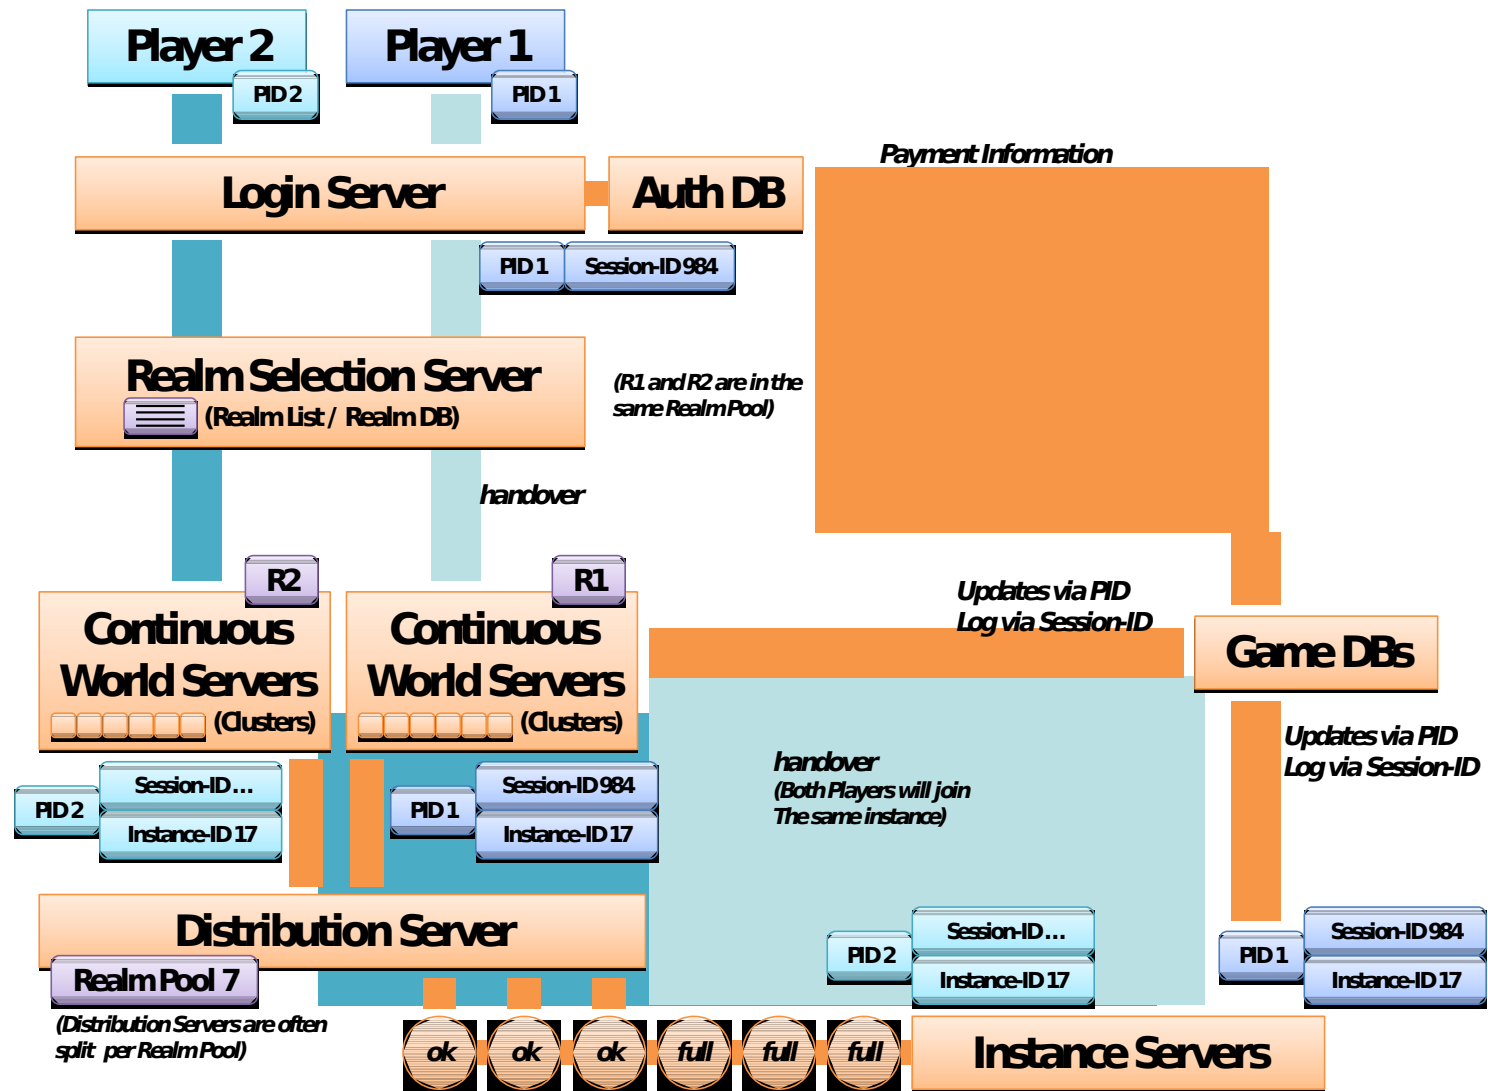 Player 2
Player 1
PID 2
PID 1
Payment Information
Login Server
Auth DB
PID 1
Session-ID 984
Realm Selection Server
(Realm List / Realm DB)
(R1 and R2 are in the
same Realm Pool)
handover
R2
R1
Continuous
World Servers
(Clusters)
Continuous
World Servers
(Clusters)
Updates via PID
Log via Session-ID
Game DBs
Updates via PID
Log via Session-ID
handover
(Both Players will join
The same instance)
PID 2
Session-ID ...
Instance-ID 17
PID 1
Session-ID 984
Instance-ID 17
Distribution Server
Realm Pool 7
(Distribution Servers are often
split per Realm Pool)
PID 2
Session-ID ...
Instance-ID 17
PID 1
Session-ID 984
Instance-ID 17
ok
ok
ok
full
full
full
Instance Servers